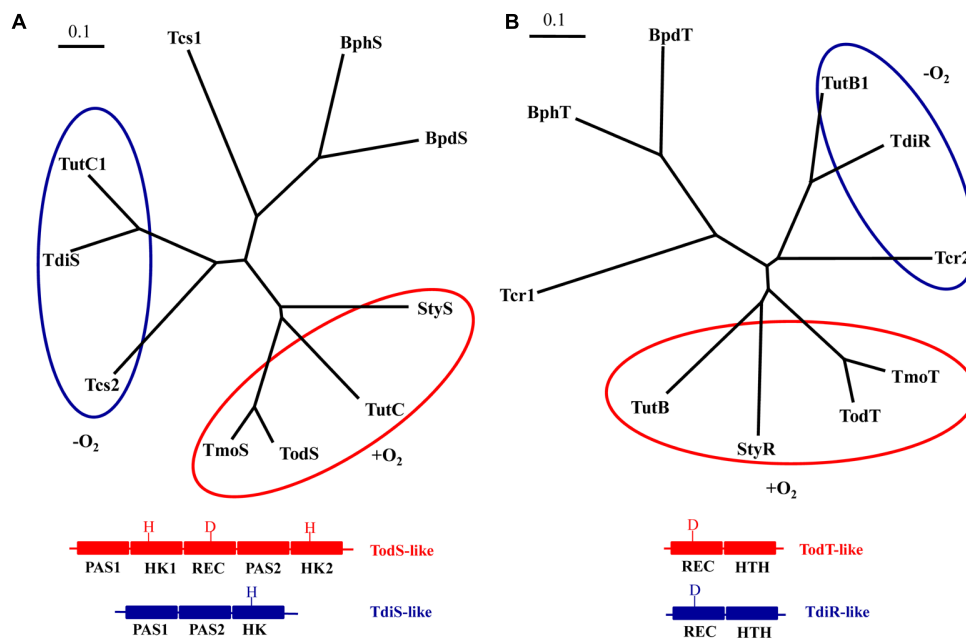 A
0.1
Tcs1
BphS
BpdS
TutC1
TdiS
StyS
Tcs2
TutC
TmoS
TodS
-O2
+O2
H D H
TodS-like
PAS1 HK1 REC PAS2 HK2
H
TdiS-like
PAS1 PAS2 HK
B
0.1
BpdT
-O2
TutB1
BphT
TdiR
Tcr2
Tcr1
TmoT
TutB
TodT
StyR
+O2
D
TodT-like
REC HTH
D
TdiR-like
REC HTH